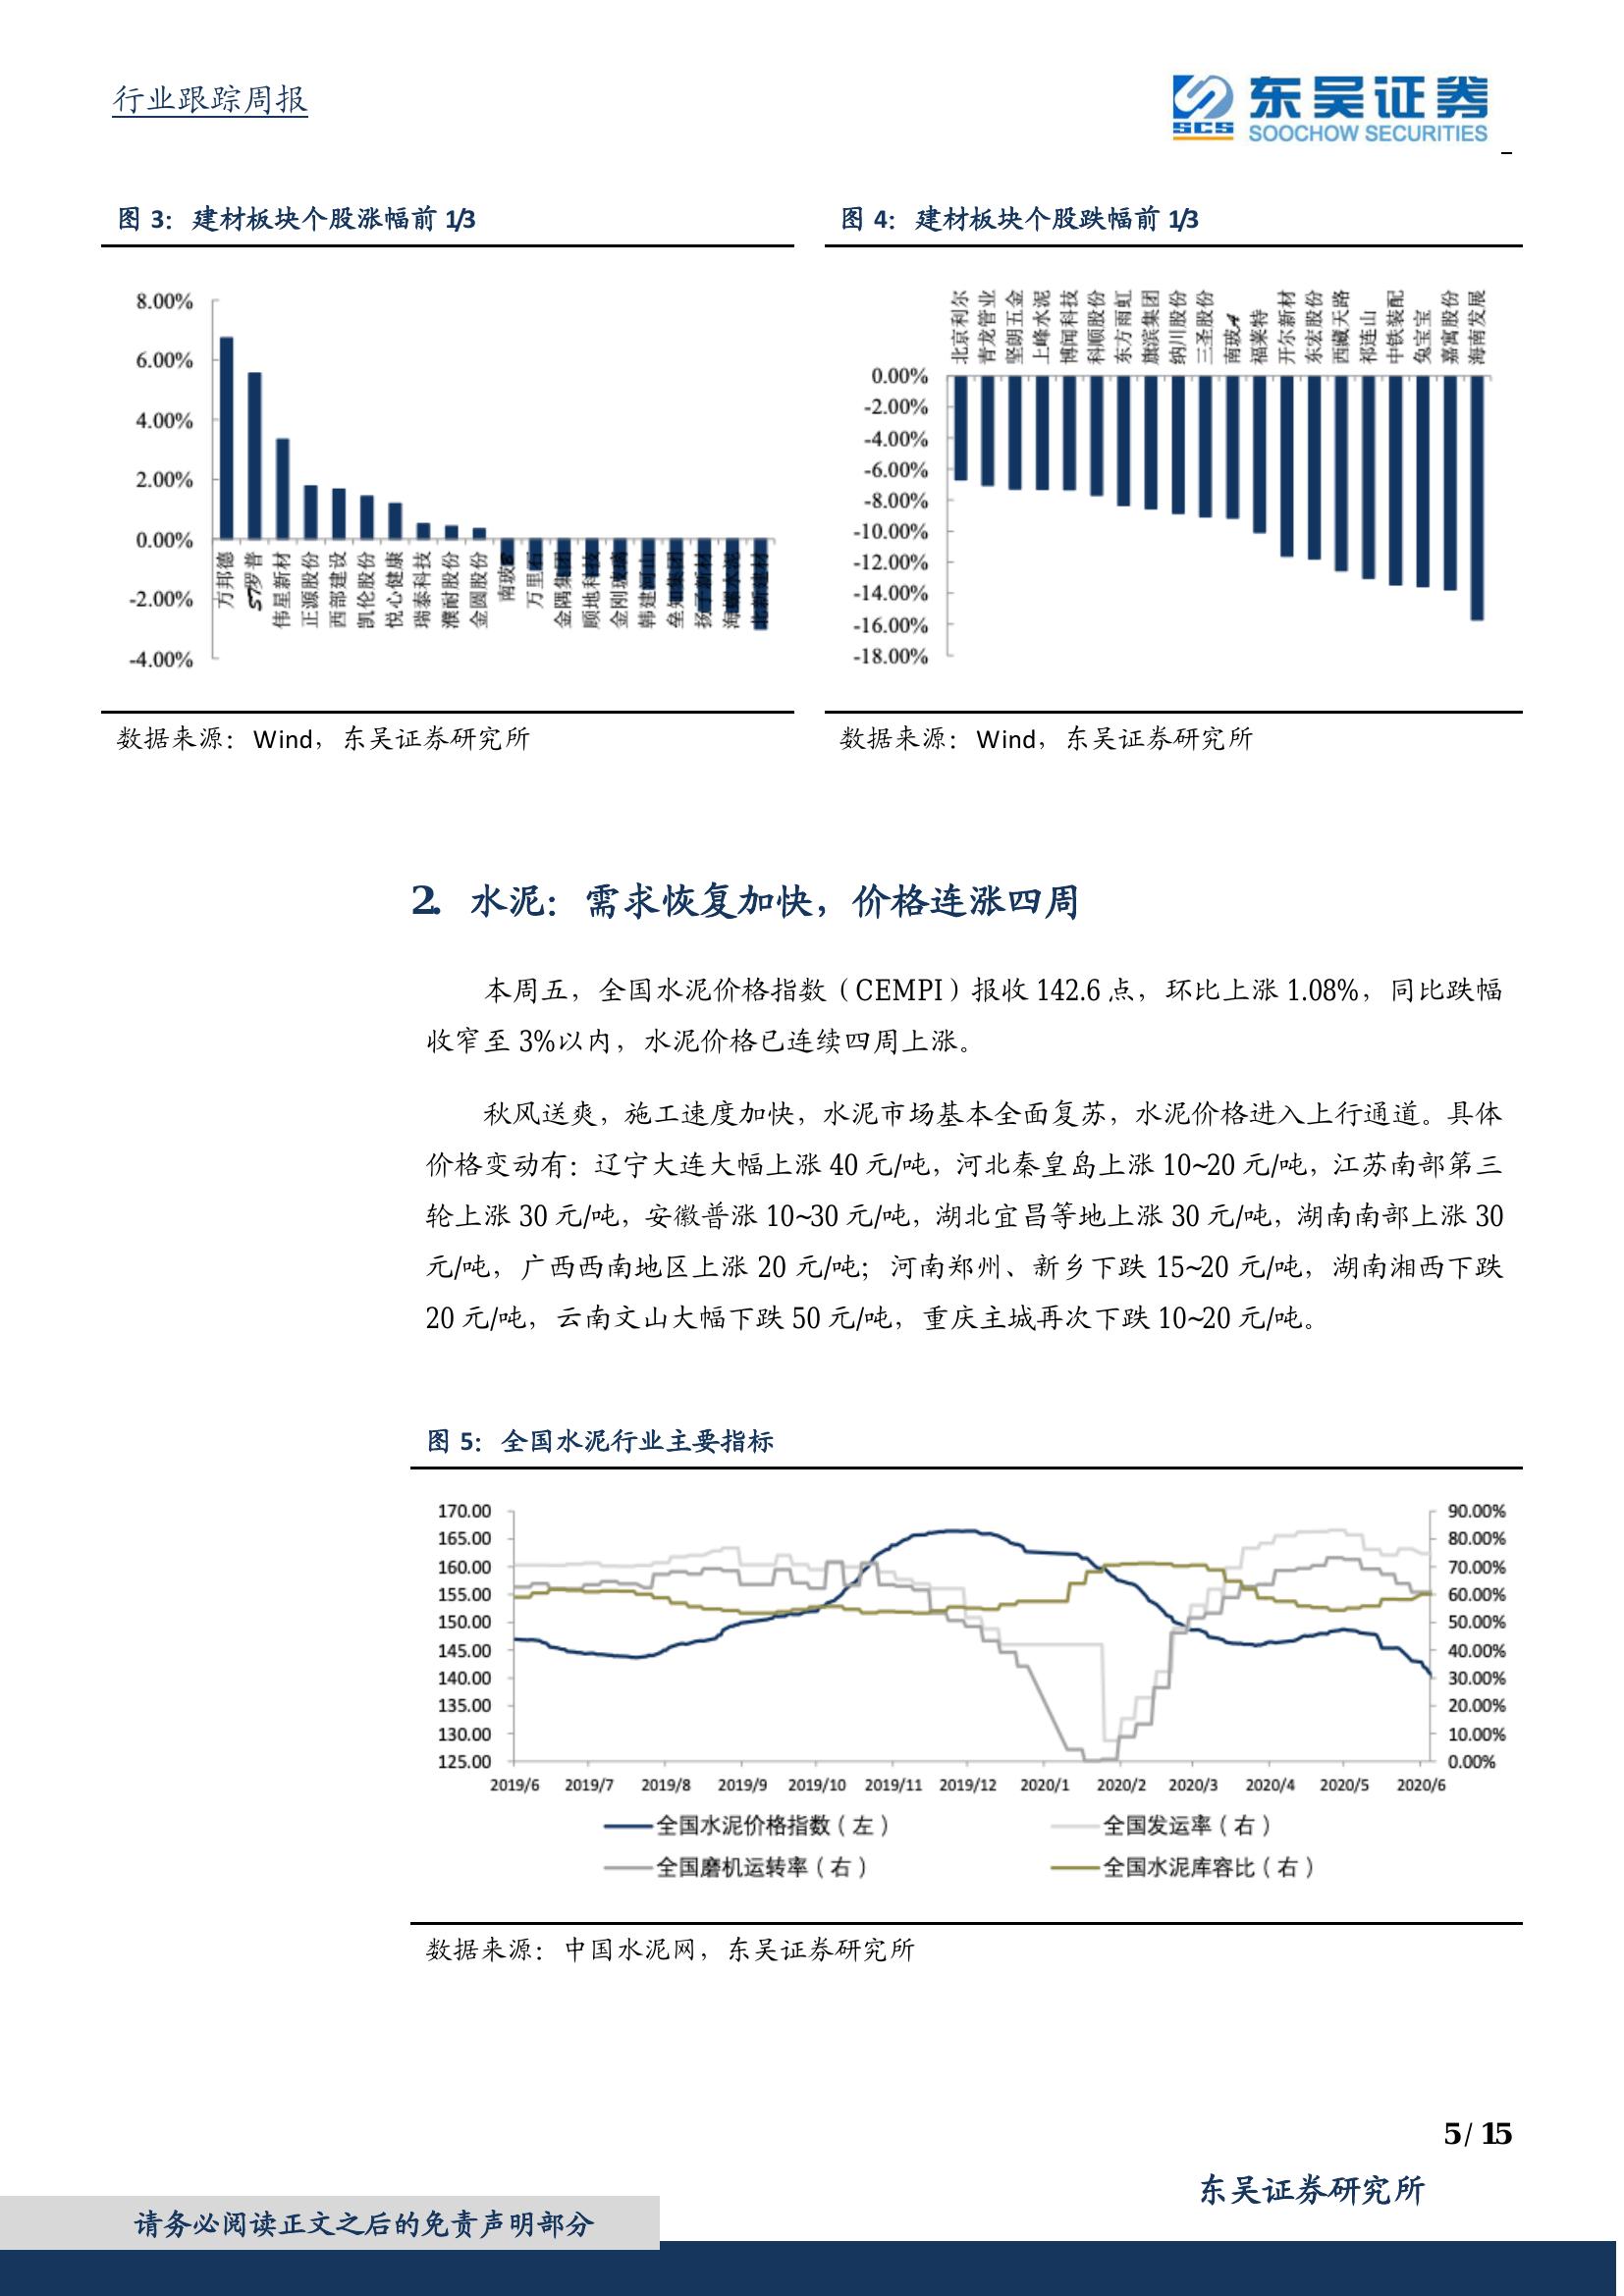 行业跟踪周报
SCS 东吴证券
SOOCHOW SECURITIES
图 3：建材板块个股涨幅前 1/3
8.00%
6.00%
4.00%
2.00%
0.00%
-2.00%
-4.00%
方邦德
ST罗普
伟星新材
正源股份
西部建设
凯伦股份
悦心健康
瑞泰科技
濮耐股份
金圆股份
南玻B
万里石
金隅集团
顾地科技
金刚玻璃
韩建河山
垒知集团
扬子新材
海螺水泥
北新建材
数据来源：Wind，东吴证券研究所
图 4：建材板块个股跌幅前 1/3
北京利尔
青龙管业
坚朗五金
上峰水泥
博闻科技
科顺股份
东方雨虹
旗滨集团
纳川股份
三圣股份
南玻A
福莱特
开尔新材
东宏股份
西藏天路
祁连山
中铁装配
兔宝宝
嘉寓股份
海南发展
0.00%
-2.00%
-4.00%
-6.00%
-8.00%
-10.00%
-12.00%
-14.00%
-16.00%
-18.00%
数据来源：Wind，东吴证券研究所
2. 水泥：需求恢复加快，价格连涨四周
本周五，全国水泥价格指数（CEMPI）报收 142.6 点，环比上涨 1.08%，同比跌幅
收窄至 3%以内，水泥价格已连续四周上涨。
秋风送爽，施工速度加快，水泥市场基本全面复苏，水泥价格进入上行通道。具体
价格变动有：辽宁大连大幅上涨 40 元/吨，河北秦皇岛上涨 10~20 元/吨，江苏南部第三
轮上涨 30 元/吨，安徽普涨 10~30 元/吨，湖北宜昌等地上涨 30 元/吨，湖南南部上涨 30
元/吨，广西西南地区上涨 20 元/吨；河南郑州、新乡下跌 15~20 元/吨，湖南湘西下跌
20 元/吨，云南文山大幅下跌 50 元/吨，重庆主城再次下跌 10~20 元/吨。
图 5：全国水泥行业主要指标
170.00
165.00
160.00
155.00
150.00
145.00
140.00
135.00
130.00
125.00
90.00%
80.00%
70.00%
60.00%
50.00%
40.00%
30.00%
20.00%
10.00%
0.00%
2019/6 2019/7 2019/8 2019/9 2019/10 2019/11 2019/12 2020/1 2020/2 2020/3 2020/4 2020/5 2020/6
全国水泥价格指数（左） 全国发运率（右）
全国磨机运转率（右） 全国水泥库容比（右）
数据来源：中国水泥网，东吴证券研究所
5 / 15
东吴证券研究所
请务必阅读正文之后的免责声明部分